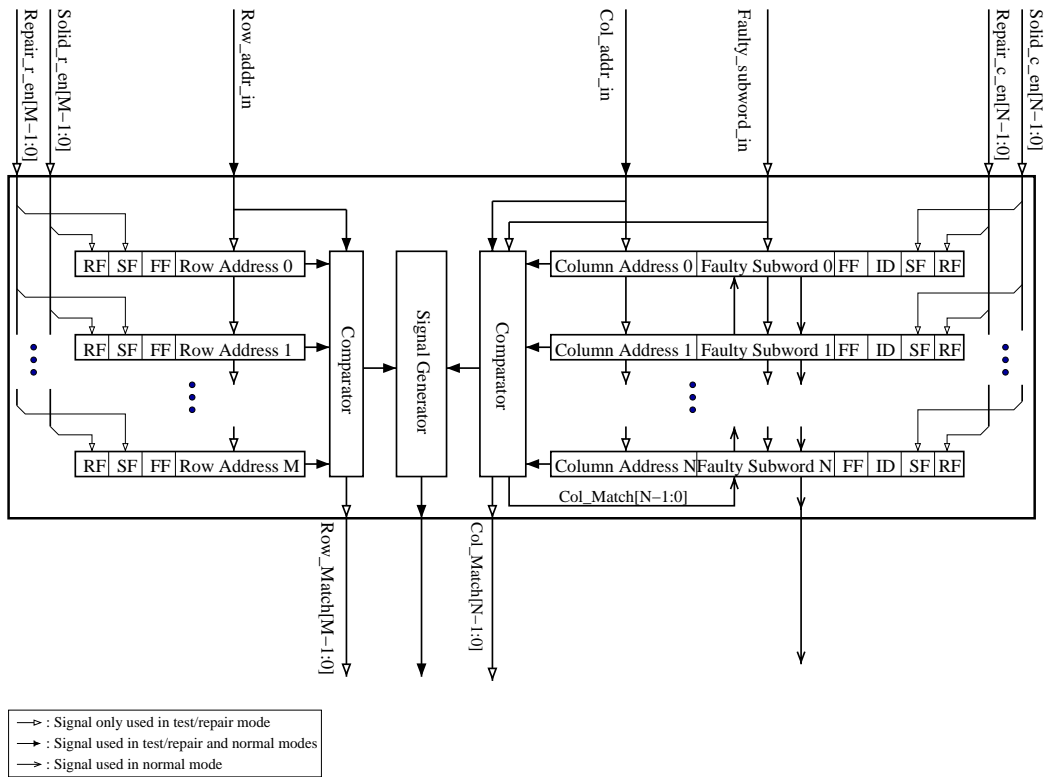 Repair_r_en[M−1:0]
Solid_r_en[M−1:0]
Row_addr_in
Col_addr_in
Faulty_subword_in
Repair_c_en[N−1:0]
Solid_c_en[N−1:0]
RF SF FF Row Address 0
Column Address 0 Faulty Subword 0 FF ID SF RF
RF SF FF Row Address 1
Column Address 1 Faulty Subword 1 FF ID SF RF
Comparator
Signal Generator
Comparator
RF SF FF Row Address M
Column Address N Faulty Subword N FF ID SF RF
Col_Match[N−1:0]
Row_Match[M−1:0]
Col_Match[N−1:0]
: Signal only used in test/repair mode
: Signal used in test/repair and normal modes
: Signal used in normal mode